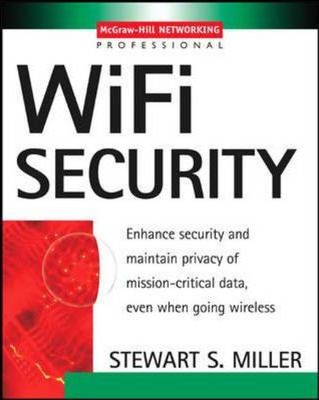 McGraw-Hill NETWORKING
PROFESSIONAL
WiFi
SECURITY
Enhance security and
maintain privacy of
mission-critical data,
even when going wireless
STEWART S. MILLER